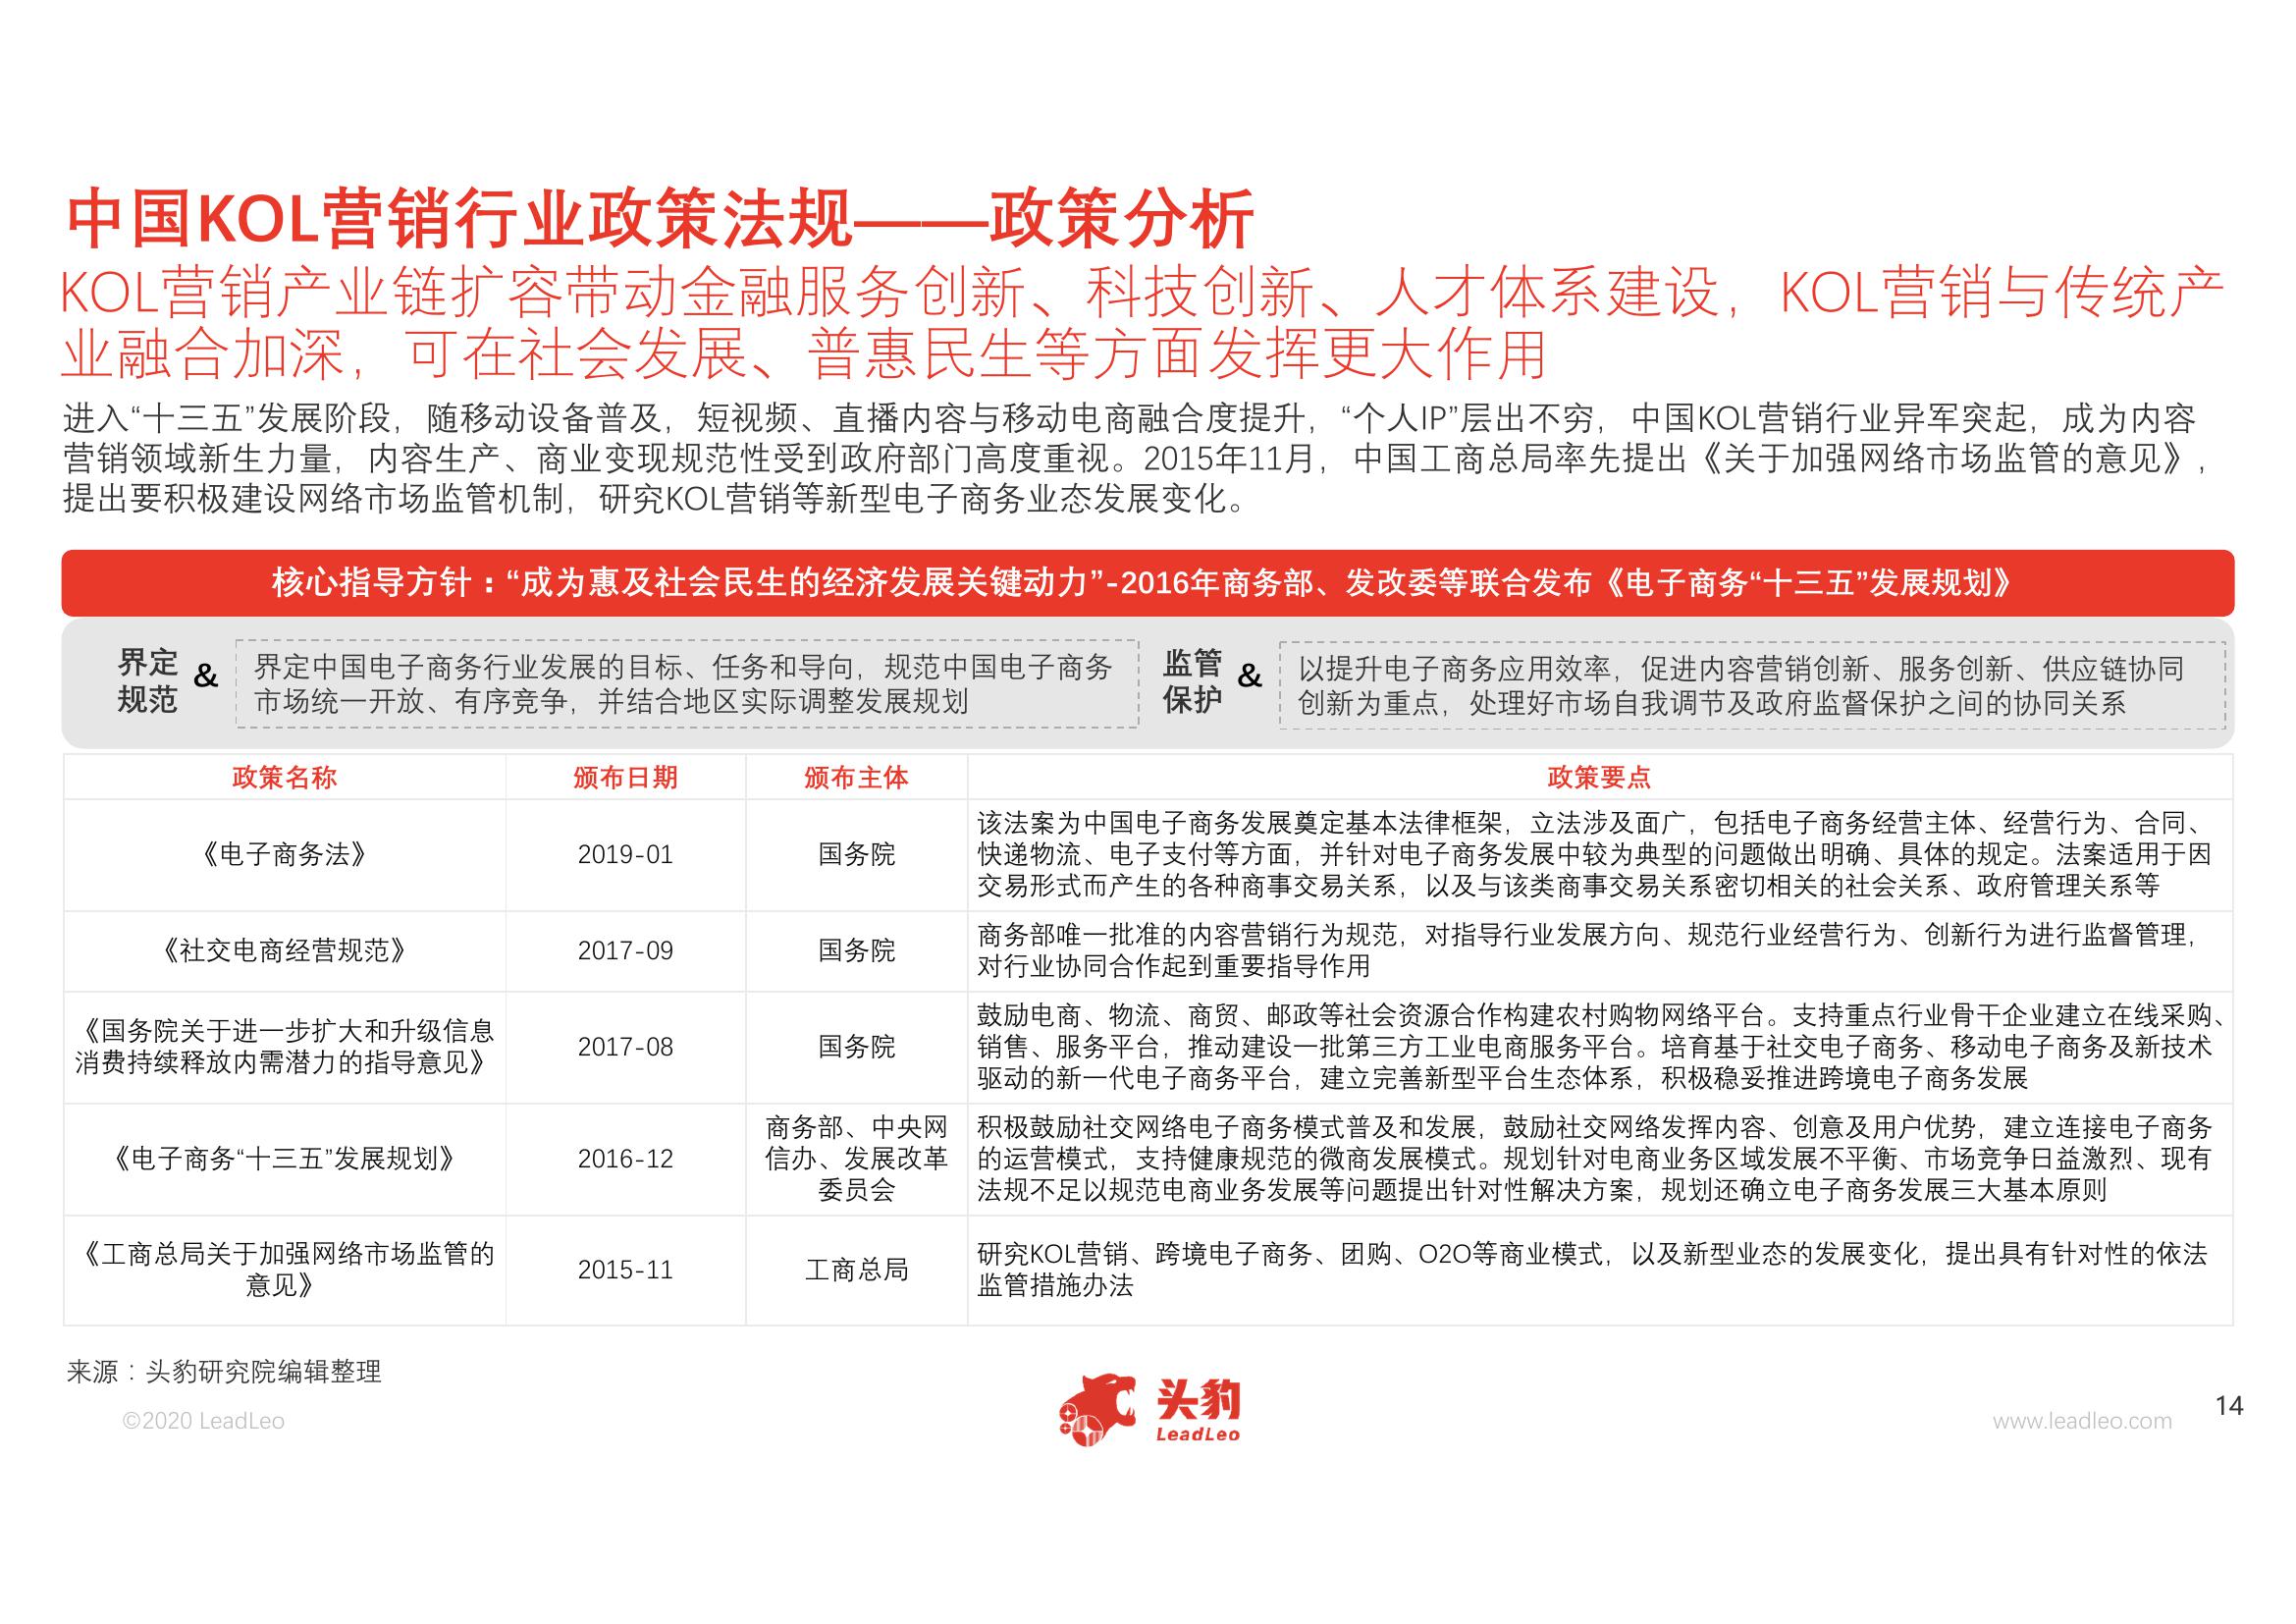 中国KOL营销行业政策法规——政策分析
KOL营销产业链扩容带动金融服务创新、科技创新、人才体系建设，KOL营销与传统产
业融合加深，可在社会发展、普惠民生等方面发挥更大作用
进入“十三五”发展阶段，随移动设备普及，短视频、直播内容与移动电商融合度提升，“个人IP”层出不穷，中国KOL营销行业异军突起，成为内容
营销领域新生力量，内容生产、商业变现规范性受到政府部门高度重视。2015年11月，中国工商总局率先提出《关于加强网络市场监管的意见》，
提出要积极建设网络市场监管机制，研究KOL营销等新型电子商务业态发展变化。
核心指导方针：“成为惠及社会民生的经济发展关键动力”-2016年商务部、发改委等联合发布《电子商务“十三五”发展规划》
界定
规范
&
界定中国电子商务行业发展的目标、任务和导向，规范中国电子商务
市场统一开放、有序竞争，并结合地区实际调整发展规划
监管
保护
&
以提升电子商务应用效率，促进内容营销创新、服务创新、供应链协同
创新为重点，处理好市场自我调节及政府监督保护之间的协同关系
政策名称 颁布日期 颁布主体 政策要点
《电子商务法》
2019-01
国务院
该法案为中国电子商务发展奠定基本法律框架，立法涉及面广，包括电子商务经营主体、经营行为、合同、
快递物流、电子支付等方面，并针对电子商务发展中较为典型的问题做出明确、具体的规定。法案适用于因
交易形式而产生的各种商事交易关系，以及与该类商事交易关系密切相关的社会关系、政府管理关系等
《社交电商经营规范》
2017-09
国务院
商务部唯一批准的内容营销行为规范，对指导行业发展方向、规范行业经营行为、创新行为进行监督管理，
对行业协同合作起到重要指导作用
《国务院关于进一步扩大和升级信息
消费持续释放内需潜力的指导意见》
2017-08
国务院
鼓励电商、物流、商贸、邮政等社会资源合作构建农村购物网络平台。支持重点行业骨干企业建立在线采购、
销售、服务平台，推动建设一批第三方工业电商服务平台。培育基于社交电子商务、移动电子商务及新技术
驱动的新一代电子商务平台，建立完善新型平台生态体系，积极稳妥推进跨境电子商务发展
《电子商务“十三五”发展规划》
2016-12
商务部、中央网
信办、发展改革
委员会
积极鼓励社交网络电子商务模式普及和发展，鼓励社交网络发挥内容、创意及用户优势，建立连接电子商务
的运营模式，支持健康规范的微商发展模式。规划针对电商业务区域发展不平衡、市场竞争日益激烈、现有
法规不足以规范电商业务发展等问题提出针对性解决方案，规划还确立电子商务发展三大基本原则
《工商总局关于加强网络市场监管的
意见》
2015-11
工商总局
研究KOL营销、跨境电子商务、团购、O2O等商业模式，以及新型业态的发展变化，提出具有针对性的依法
监管措施办法
来源：头豹研究院编辑整理
©2020 LeadLeo
头豹
LeadLeo
www.leadleo.com
14